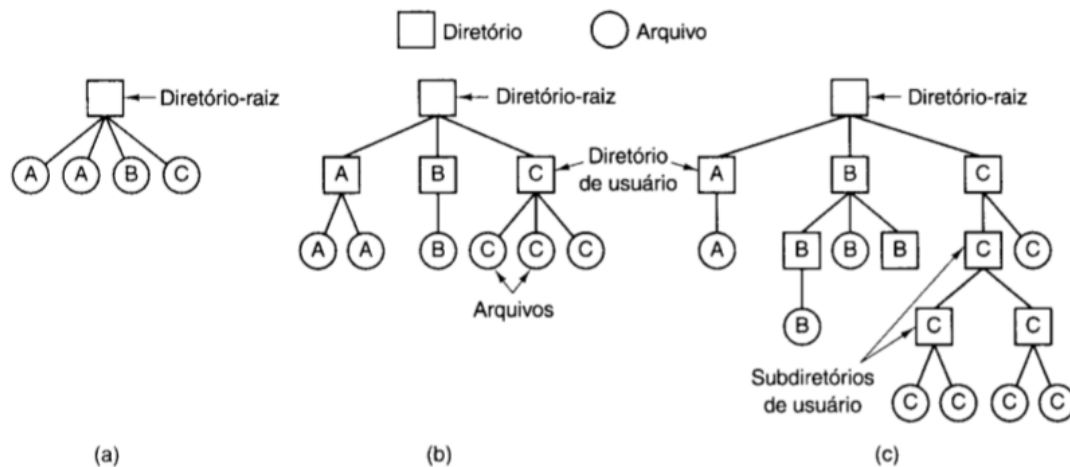 Diretório
Arquivo
Diretório-raiz
A A B C
(a)
Diretório-raiz
A B C
Diretório
de usuário
A A B C C C
Arquivos
(b)
Diretório-raiz
A B C
A B B B C C
B C C
Subdiretórios
de usuário
C C C C
(c)